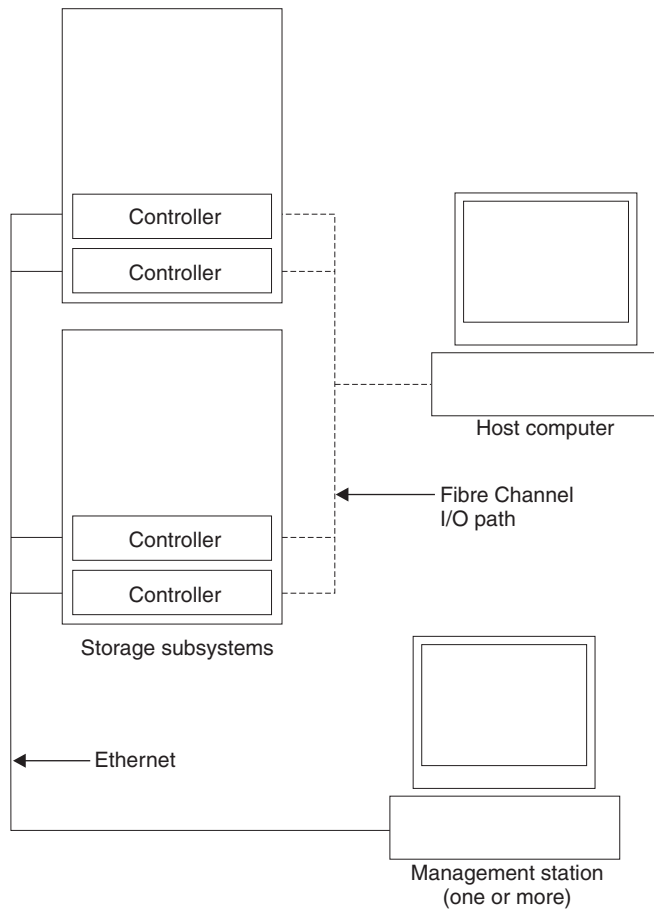 Controller
Controller
Host computer
Fibre Channel
I/O path
Controller
Controller
Storage subsystems
Ethernet
Management station
(one or more)